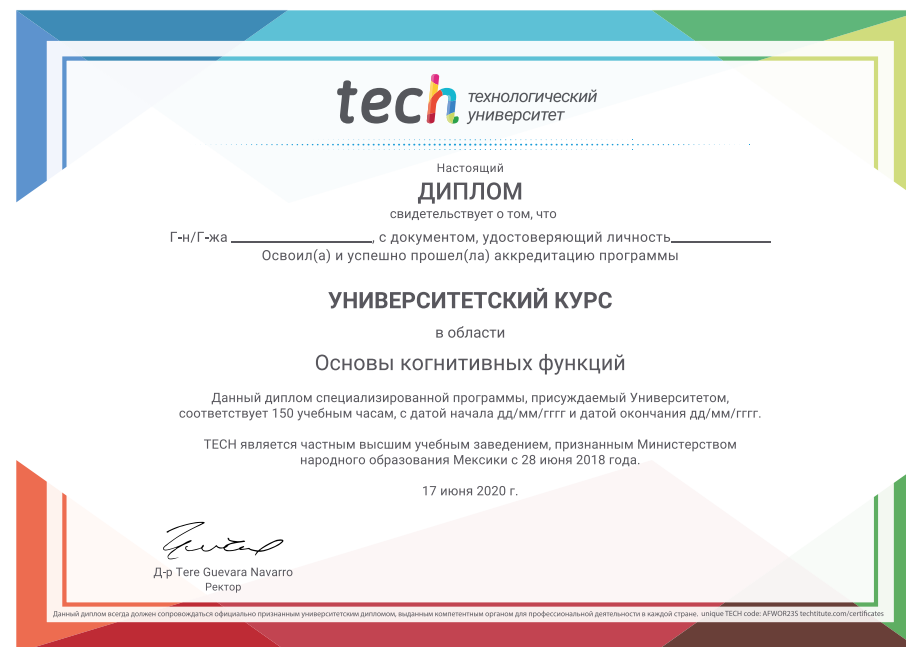 tech технологический
университет
Настоящий
ДИПЛОМ
свидетельствует о том, что
Г-н/Г-жа ____________________, с документом, удостоверяющий личность______________
Освоил(а) и успешно прошел(ла) аккредитацию программы
УНИВЕРСИТЕТСКИЙ КУРС
в области
Основы когнитивных функций
Данный диплом специализированной программы, присуждаемый Университетом,
соответствует 150 учебным часам, с датой начала дд/мм/гггг и датой окончания дд/мм/гггг.
TECH является частным высшим учебным заведением, признанным Министерством
народного образования Мексики с 28 июня 2018 года.
17 июня 2020 г.
Д-р Tere Guevara Navarro
Ректор
Данный диплом всегда должен сопровождаться официально признанным университетским дипломом, выданным компетентным органом для профессиональной деятельности в каждой стране. unique TECH code: AFWOR23S techtitute.com/certificates